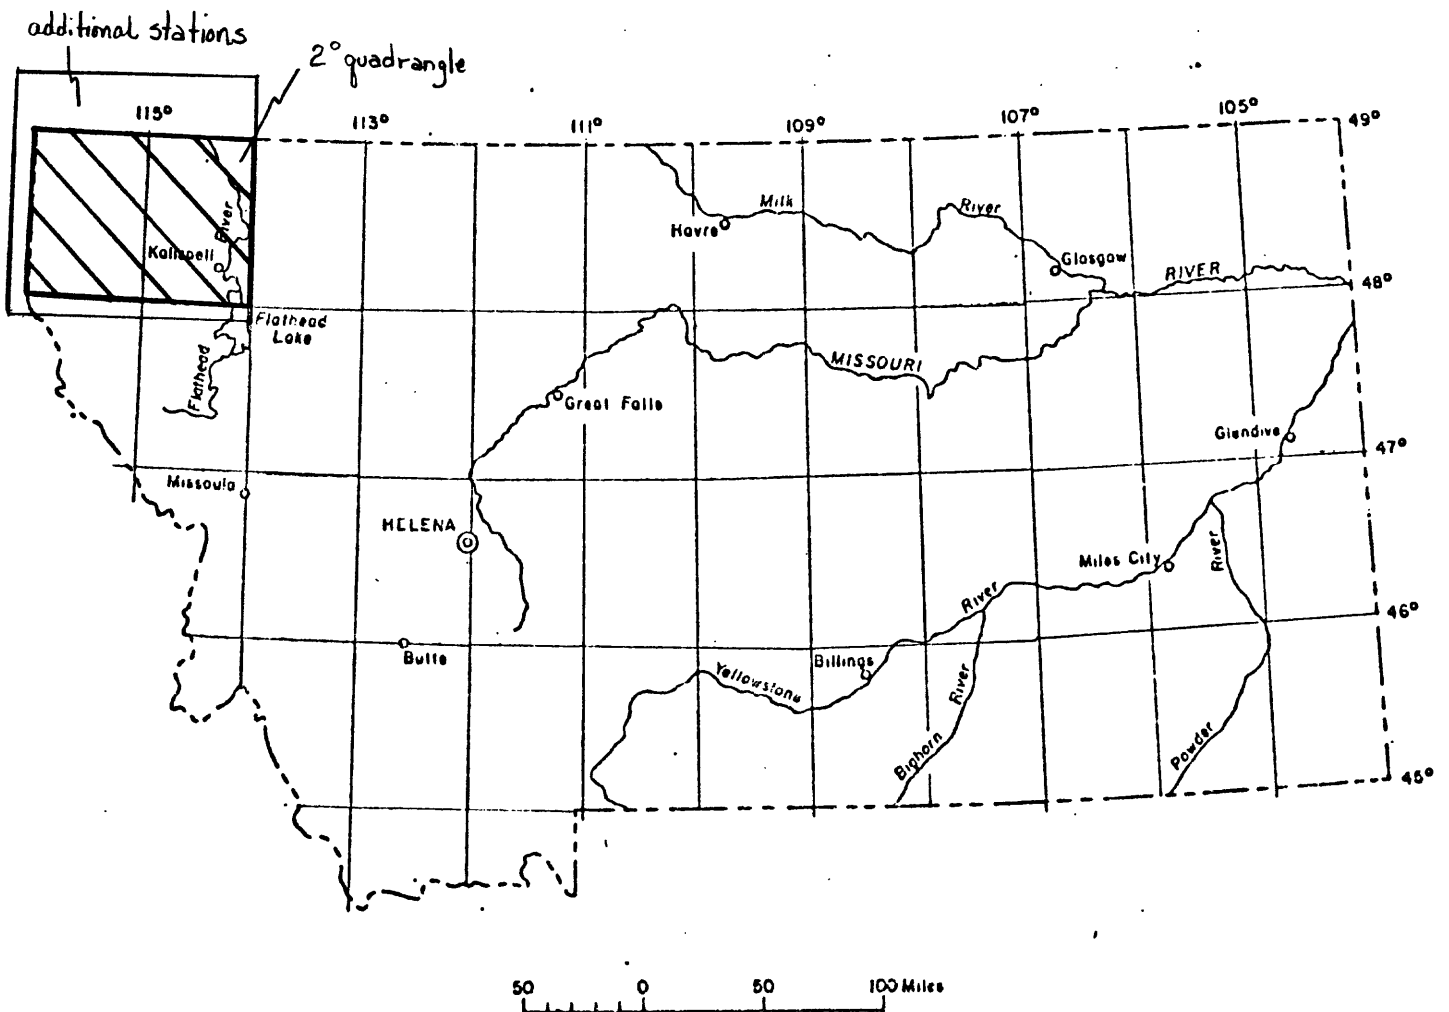 additional stations
2° quadrangle
115°
113°
111°
109°
107°
105°
49°
Milk
River
Havre
River
Kalispell
Glasgow
RIVER
48°
Flathead
Lake
MISSOURI
Flathead
Great Falls
Glendive
47°
Missoula
HELENA
Miles City
River
River
46°
Butte
Billings
Yellowstone
River
Bighorn
Powder
45°
50 0 50 100 Miles